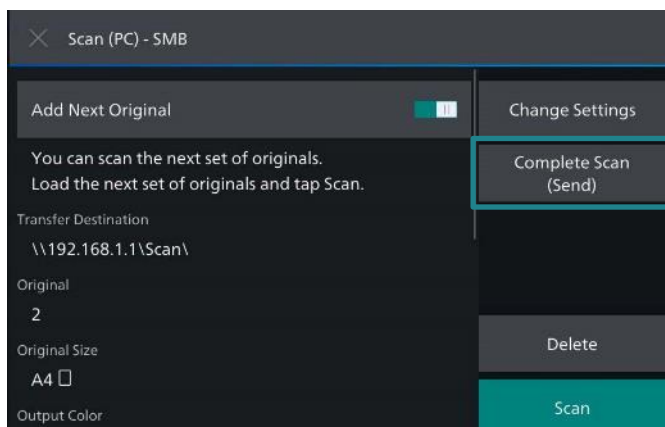 Scan (PC) - SMB
Add Next Original
You can scan the next set of originals.
Load the next set of originals and tap Scan.
Transfer Destination
\\192.168.1.1\Scan\
Original
2
Original Size
A4
Output Color
Change Settings
Complete Scan
(Send)
Delete
Scan